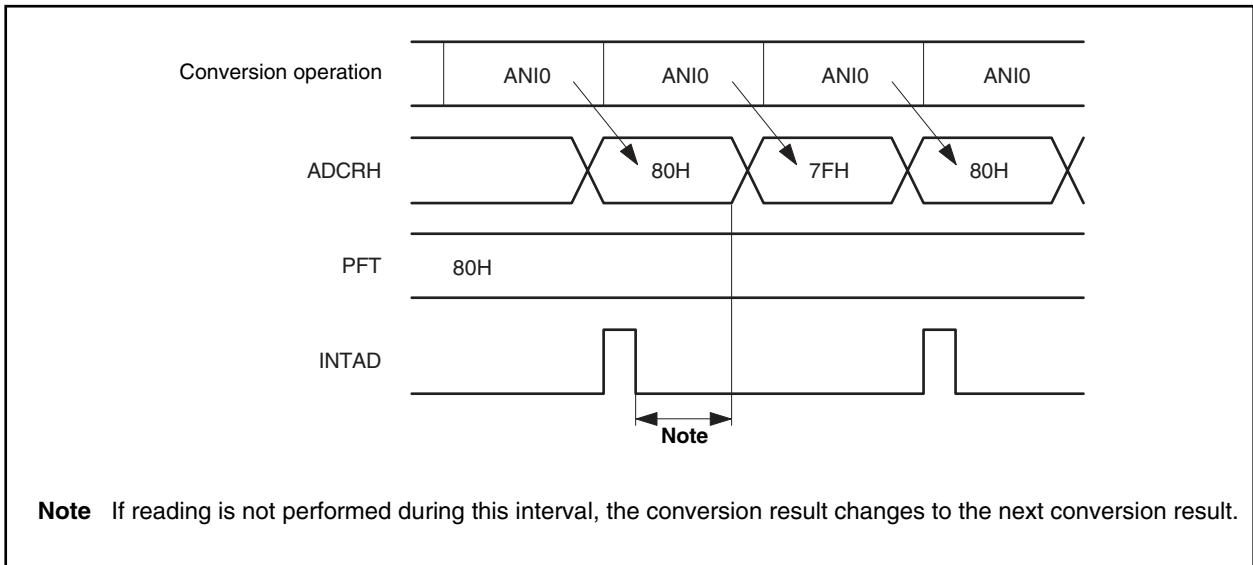 Conversion operation ANI0 ANI0 ANI0 ANI0
ADCRH 80H 7FH 80H
PFT 80H
INTAD
Note
Note If reading is not performed during this interval, the conversion result changes to the next conversion result.